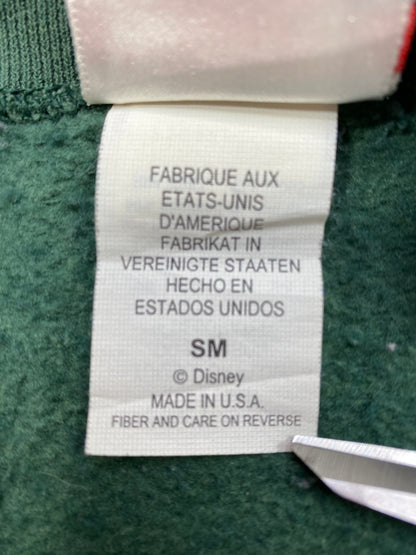 FABRIQUE AUX
ETATS-UNIS
D'AMERIQUE
FABRIKAT IN
VEREINIGTE STAATEN
HECHO EN
ESTADOS UNIDOS
SM
© Disney
MADE IN U.S.A.
FIBER AND CARE ON REVERSE